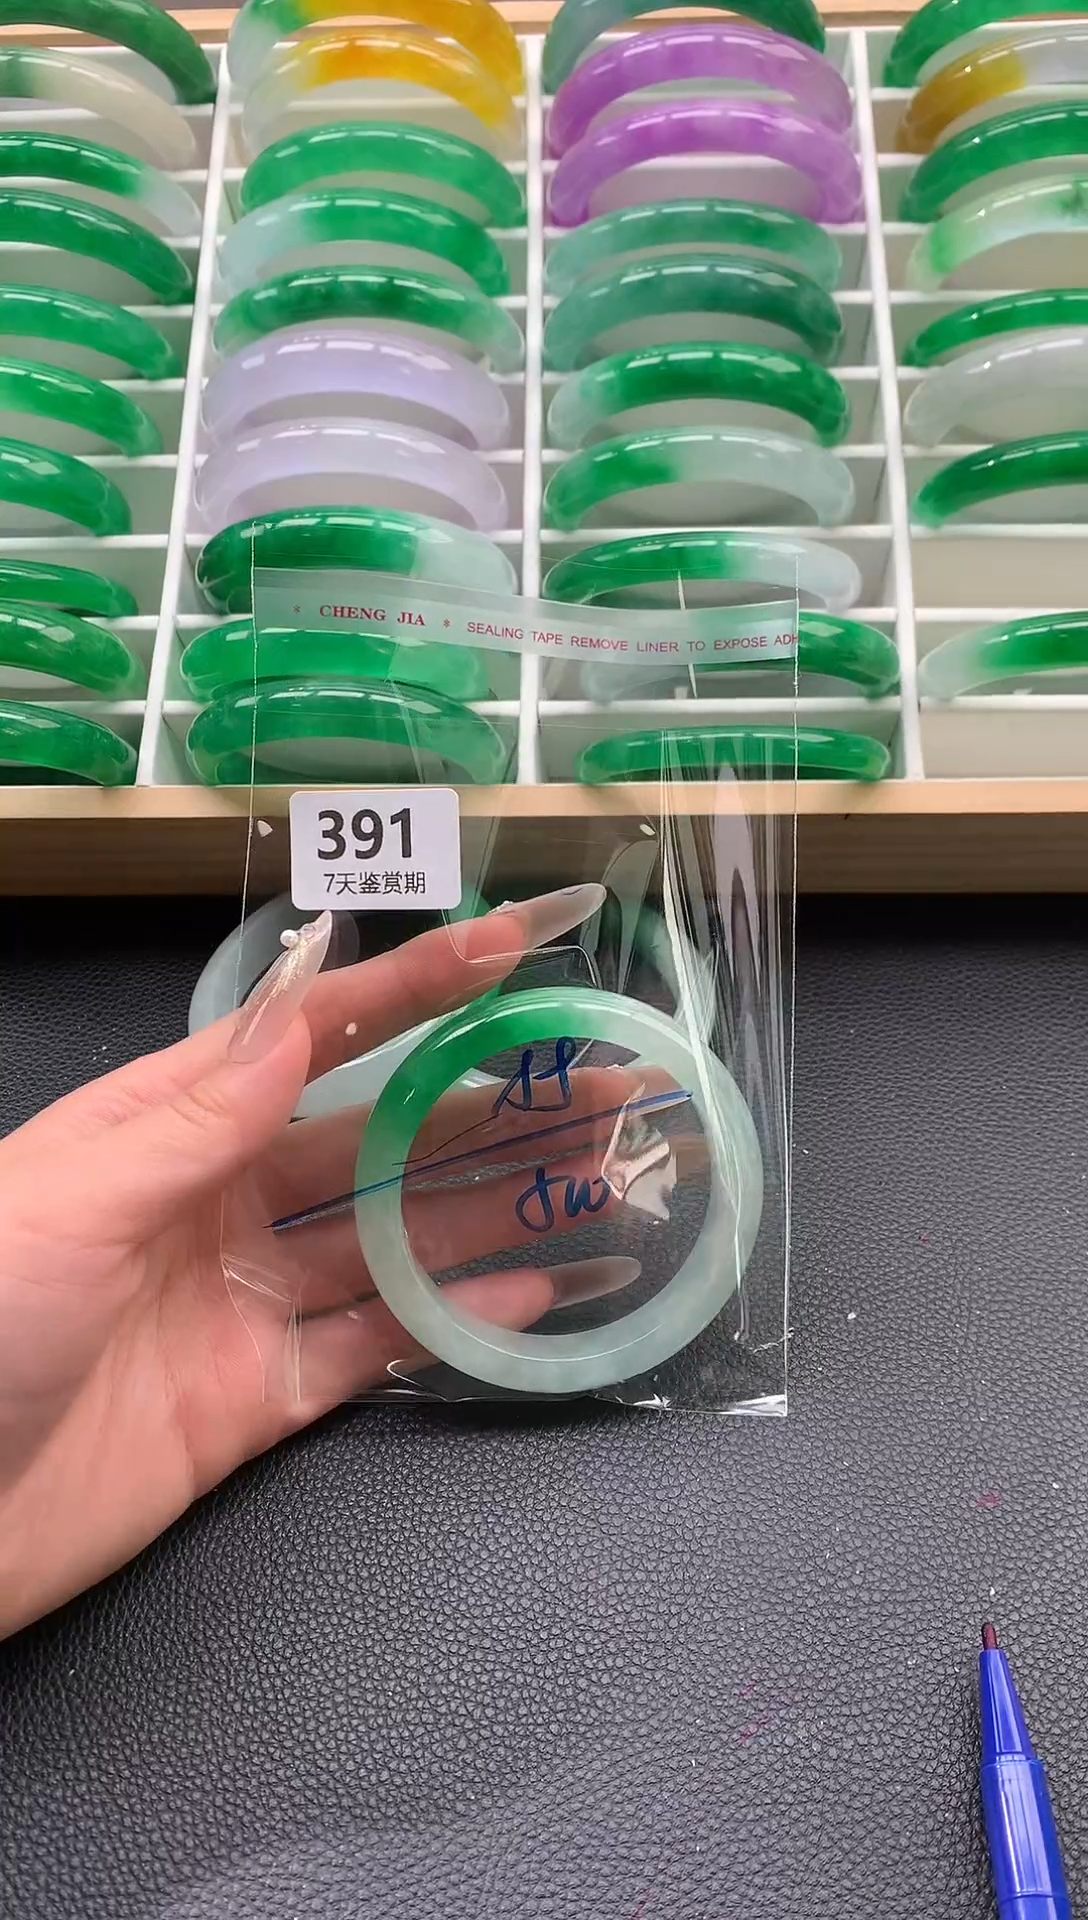 * CHENG JIA * SEALING TAPE REMOVE LINER TO EXPOSE ADH
391
7天鉴赏期